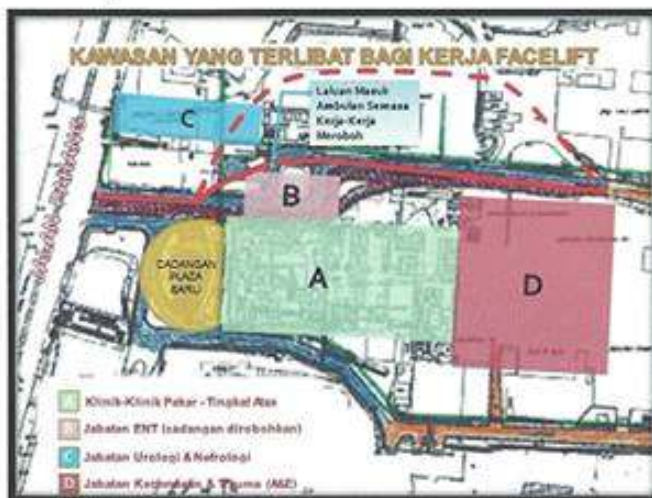 KAWASAN YANG TERLIBAT BAGI KERJA FACELIFT
C
Laluan Masuk
Ambulan Semasa
Kerja-Kerja
Meroboh
B
CADANGAN
PLAZA
BARU
A
D
A Klinik-Klinik Pakar - Tingkat Atas
B Jabatan ENT (cadangan dirobohkan)
C Jabatan Urologi & Nefrologi
D Jabatan Kecemasan & Trauma (A&E)